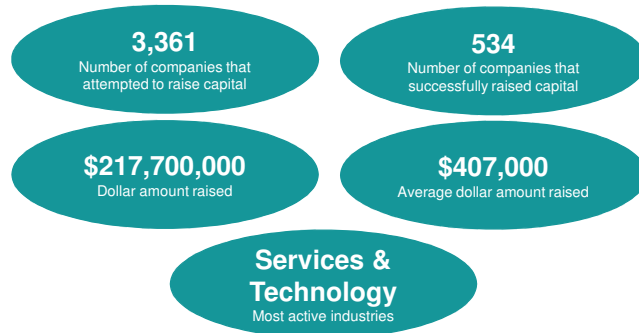 3,361
Number of companies that
attempted to raise capital
534
Number of companies that
successfully raised capital
$217,700,000
Dollar amount raised
$407,000
Average dollar amount raised
Services &
Technology
Most active industries